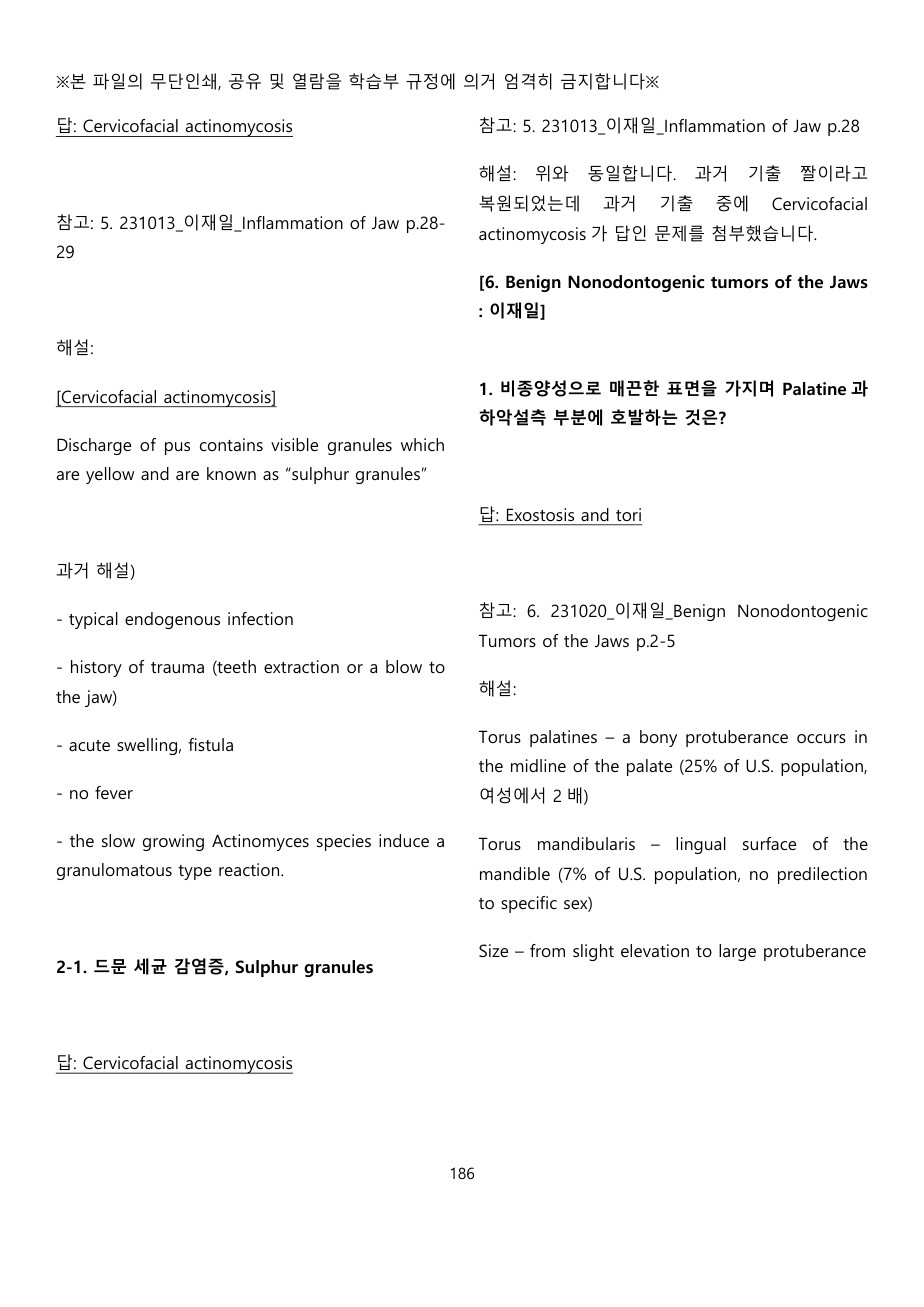 ※본 파일의 무단인쇄, 공유 및 열람을 학습부 규정에 의거 엄격히 금지합니다※
답: Cervicofacial actinomycosis
참고: 5. 231013_이재일_Inflammation of Jaw p.28-
29
해설:
[Cervicofacial actinomycosis]
Discharge of pus contains visible granules which
are yellow and are known as “sulphur granules”
과거 해설)
- typical endogenous infection
- history of trauma (teeth extraction or a blow to
the jaw)
- acute swelling, fistula
- no fever
- the slow growing Actinomyces species induce a
granulomatous type reaction.
2-1. 드문 세균 감염증, Sulphur granules
답: Cervicofacial actinomycosis
참고: 5. 231013_이재일_Inflammation of Jaw p.28
해설: 위와 동일합니다. 과거 기출 짤이라고
복원되었는데 과거 기출 중에 Cervicofacial
actinomycosis 가 답인 문제를 첨부했습니다.
[6. Benign Nonodontogenic tumors of the Jaws
: 이재일]
1. 비종양성으로 매끈한 표면을 가지며 Palatine 과
하악설측 부분에 호발하는 것은?
답: Exostosis and tori
참고: 6. 231020_이재일_Benign Nonodontogenic
Tumors of the Jaws p.2-5
해설:
Torus palatines – a bony protuberance occurs in
the midline of the palate (25% of U.S. population,
여성에서 2 배)
Torus mandibularis – lingual surface of the
mandible (7% of U.S. population, no predilection
to specific sex)
Size – from slight elevation to large protuberance
186